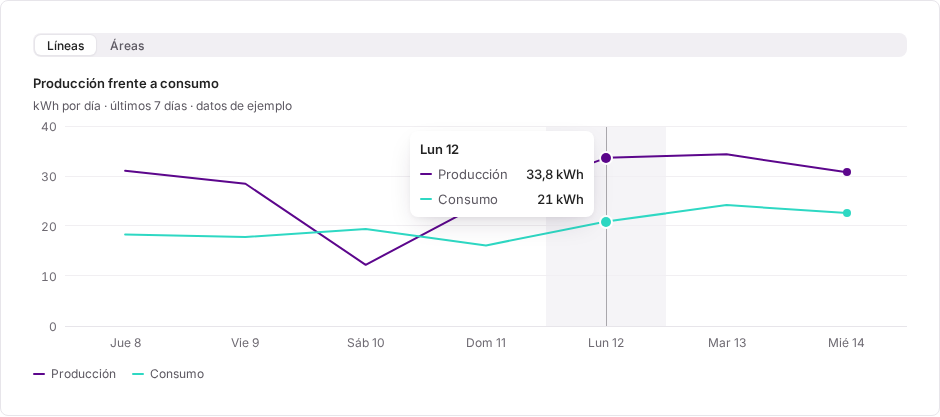 Líneas Áreas
Producción frente a consumo
kWh por día · últimos 7 días · datos de ejemplo
40
30
20
10
0
Lun 12
Producción 33,8 kWh
Consumo 21 kWh
Jue 8 Vie 9 Sáb 10 Dom 11 Lun 12 Mar 13 Mié 14
Producción Consumo